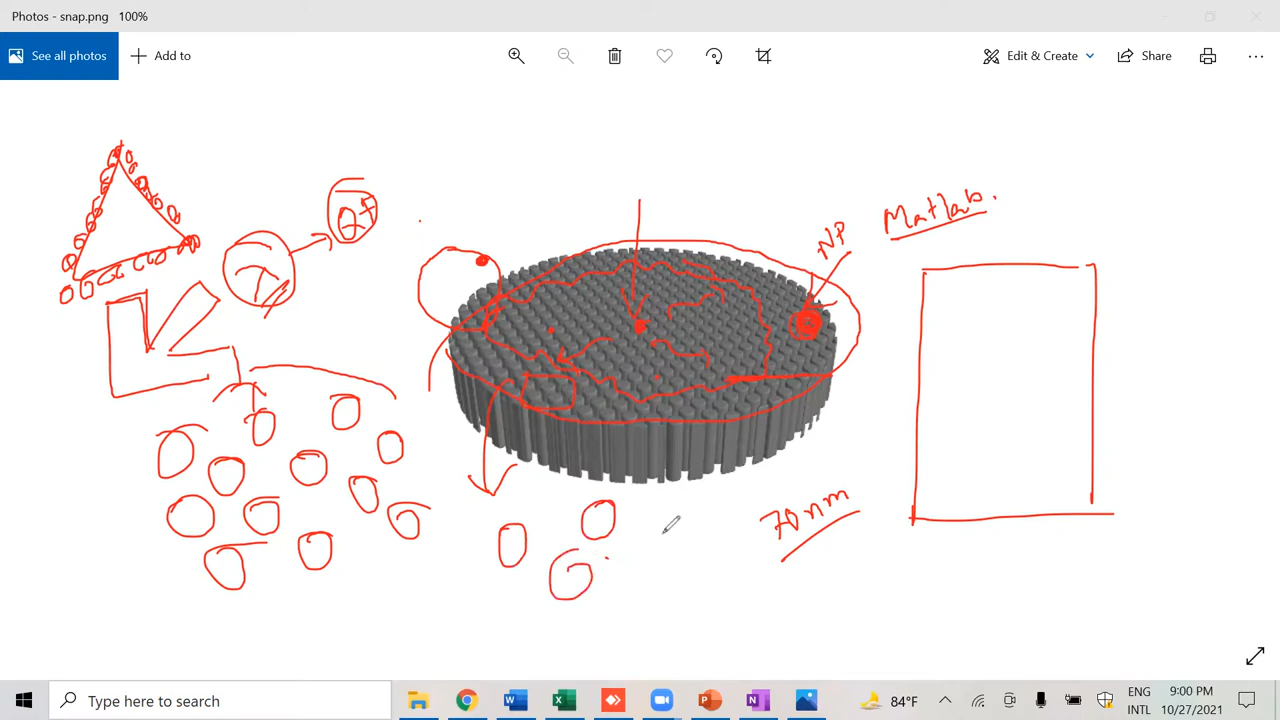 Photos - snap.png 100%
See all photos
Add to
Edit & Create
Share
Matlab.
NP
70nm
Type here to search
84°F
ENG
INTL
9:00 PM
10/27/2021